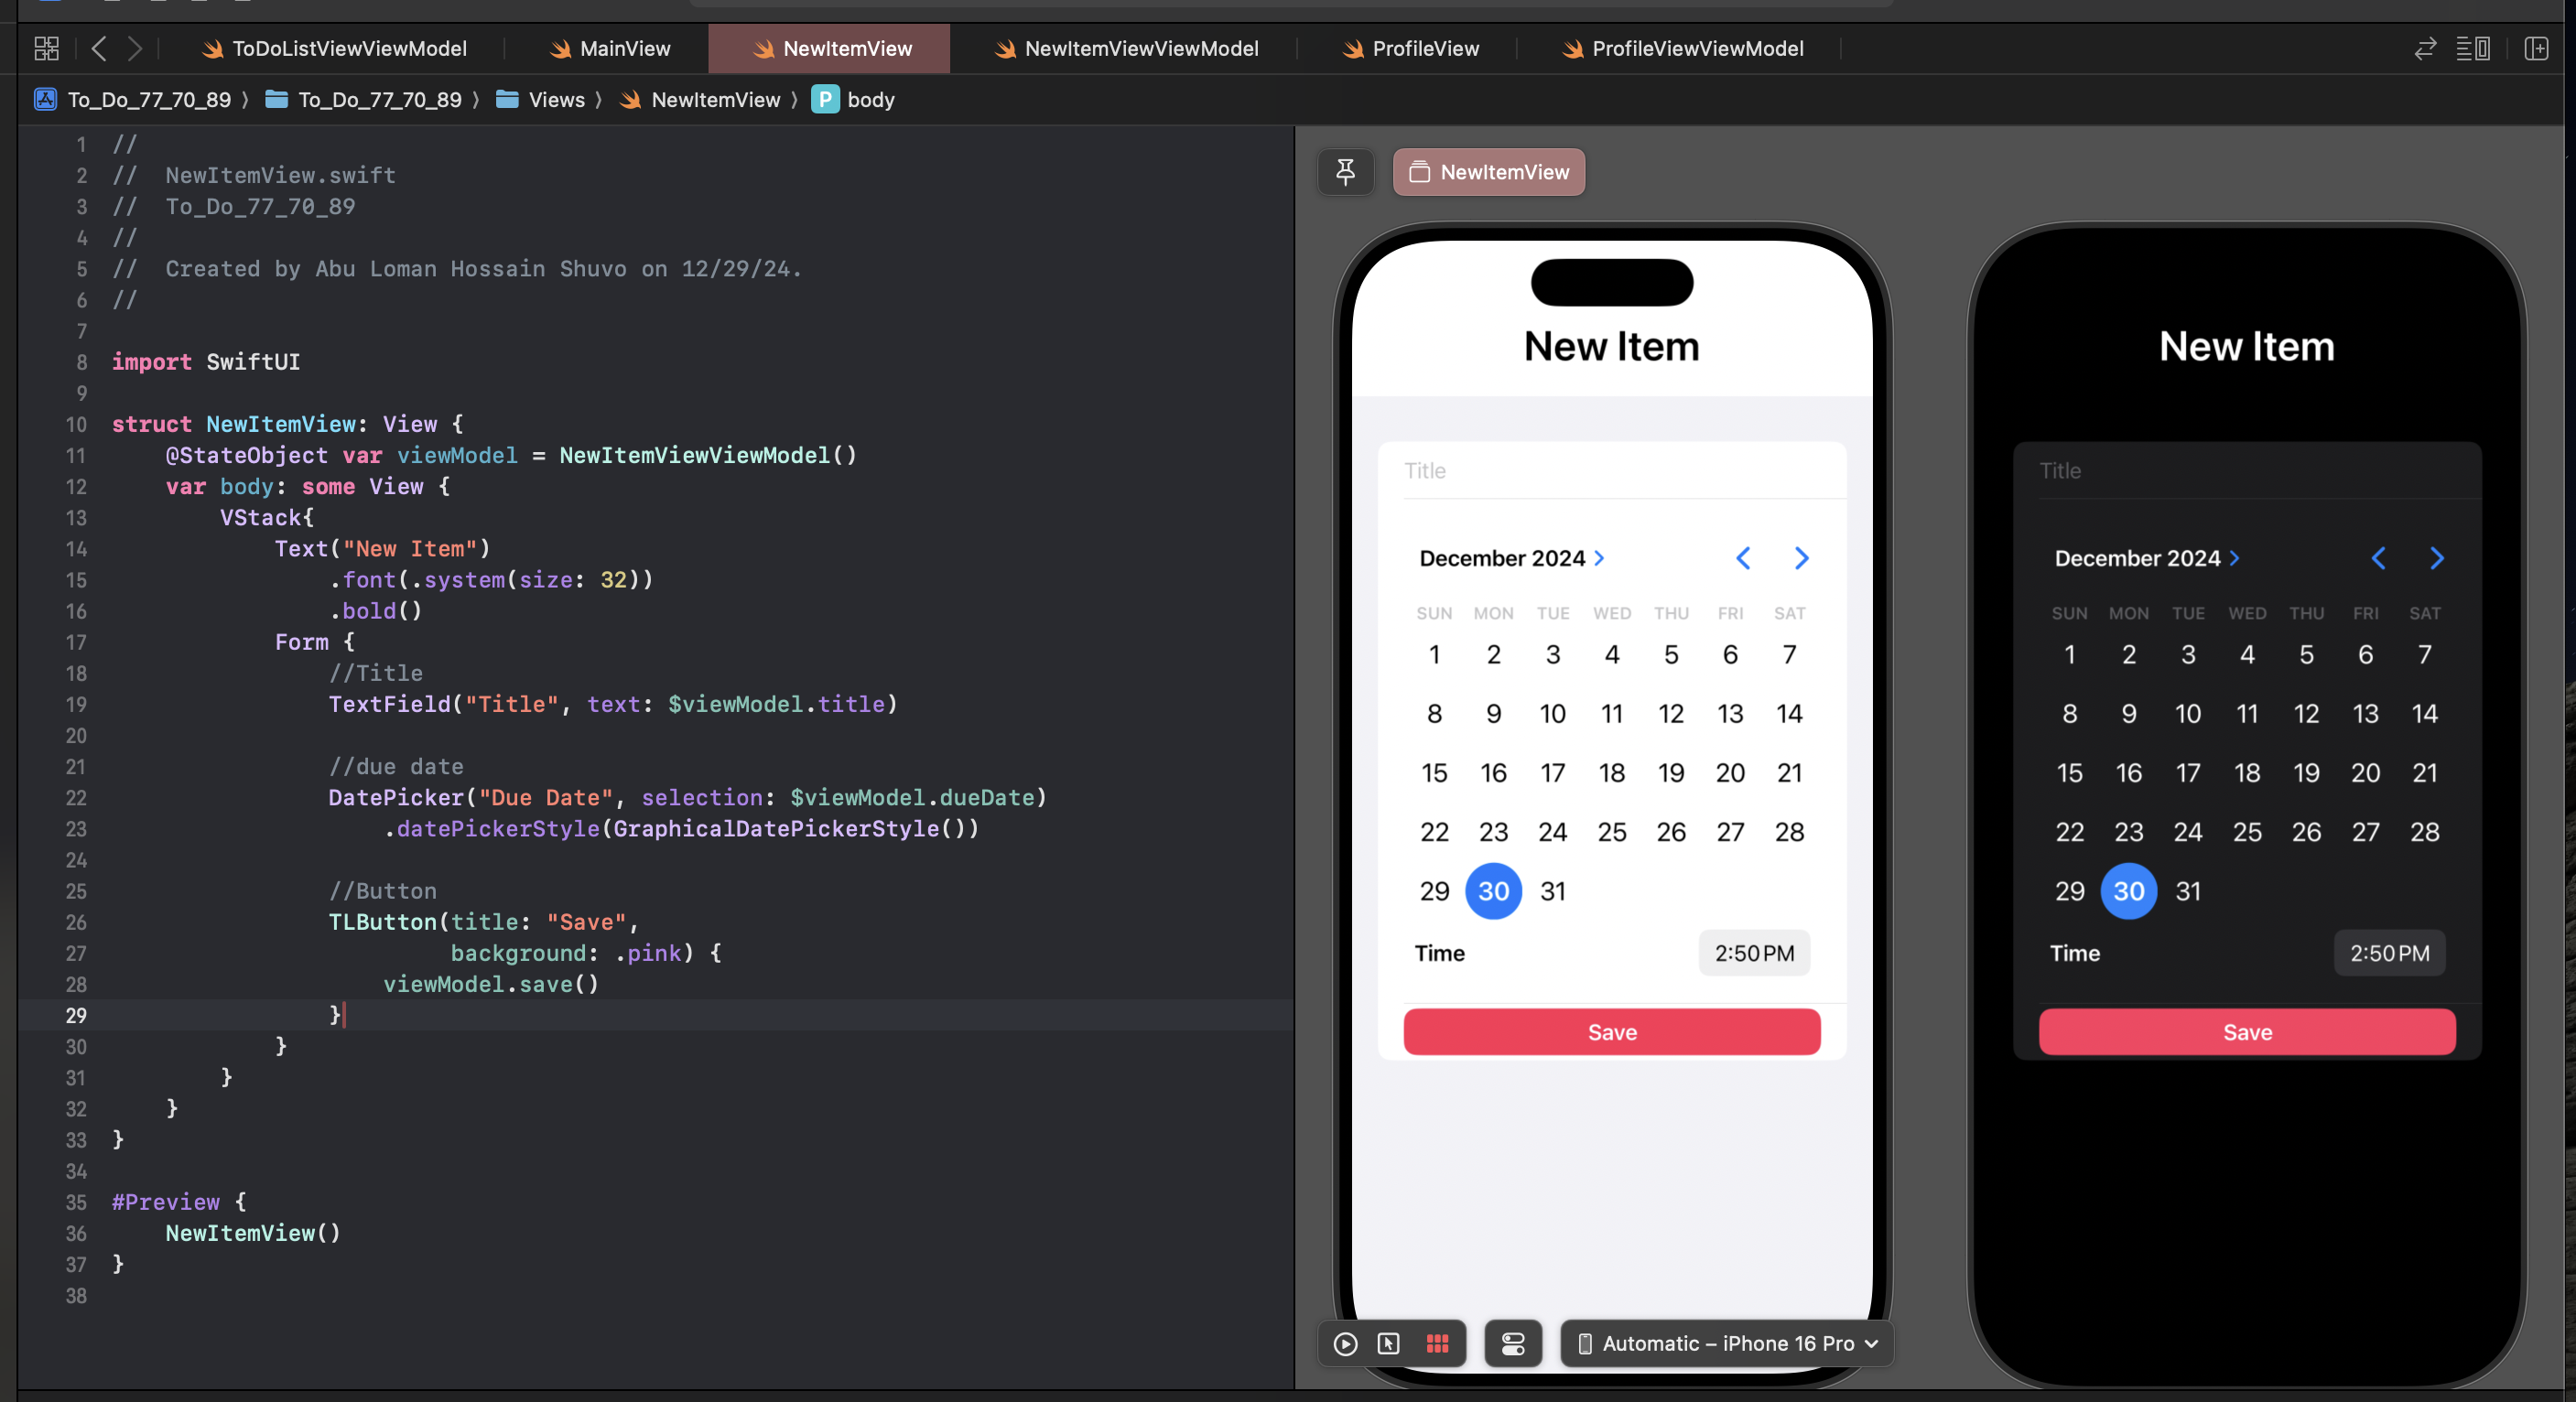 ToDoListViewViewModel MainView NewItemView NewItemViewViewModel ProfileView ProfileViewViewModel
To_Do_77_70_89 ⟩ To_Do_77_70_89 ⟩ Views ⟩ NewItemView ⟩ P body
1 //
2 //  NewItemView.swift
3 //  To_Do_77_70_89
4 //
5 //  Created by Abu Loman Hossain Shuvo on 12/29/24.
6 //
7
8 import SwiftUI
9
10 struct NewItemView: View {
11     @StateObject var viewModel = NewItemViewViewModel()
12     var body: some View {
13         VStack{
14             Text("New Item")
15                 .font(.system(size: 32))
16                 .bold()
17             Form {
18                 //Title
19                 TextField("Title", text: $viewModel.title)
20
21                 //due date
22                 DatePicker("Due Date", selection: $viewModel.dueDate)
23                     .datePickerStyle(GraphicalDatePickerStyle())
24
25                 //Button
26                 TLButton(title: "Save",
27                          background: .pink) {
28                     viewModel.save()
29                 }
30             }
31         }
32     }
33 }
34
35 #Preview {
36     NewItemView()
37 }
38
NewItemView
New Item
Title
December 2024
SUN MON TUE WED THU FRI SAT
1 2 3 4 5 6 7
8 9 10 11 12 13 14
15 16 17 18 19 20 21
22 23 24 25 26 27 28
29 30 31
Time 2:50 PM
Save
Automatic – iPhone 16 Pro
New Item
Title
December 2024
SUN MON TUE WED THU FRI SAT
1 2 3 4 5 6 7
8 9 10 11 12 13 14
15 16 17 18 19 20 21
22 23 24 25 26 27 28
29 30 31
Time 2:50 PM
Save